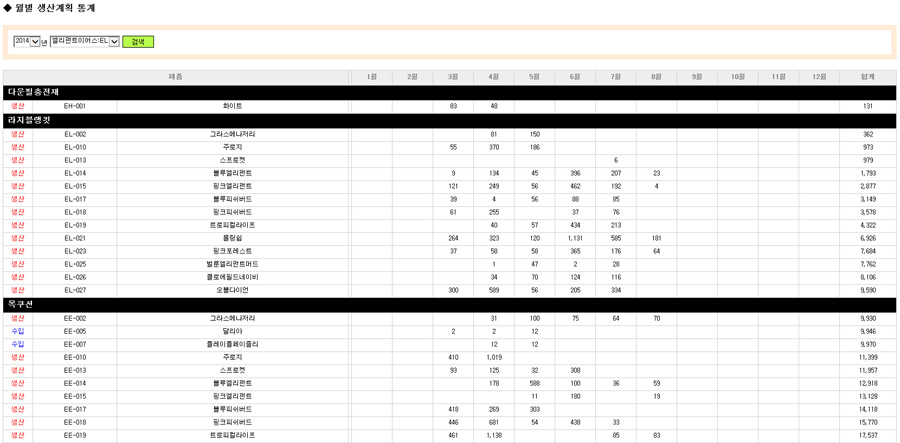 ◆ 월별 생산계획 통계
2014 년 엘리펀트이어스:EL 검색
제품 1월 2월 3월 4월 5월 6월 7월 8월 9월 10월 11월 12월 합계
다운필충전재
생산 EH-001 화이트 83 48 131
라지블랭킷
생산 EL-002 그라스메나져리 81 150 362
생산 EL-010 주로지 55 370 186 973
생산 EL-013 스프로켓 6 979
생산 EL-014 블루엘리펀트 9 134 45 396 207 23 1,793
생산 EL-015 핑크엘리펀트 121 249 56 462 192 4 2,877
생산 EL-017 블루피쉬버드 39 4 56 88 85 3,149
생산 EL-018 핑크피쉬버드 61 255 37 76 3,578
생산 EL-019 트로피컬라이프 40 57 434 213 4,322
생산 EL-021 롤링쉽 264 323 120 1,131 585 181 6,926
생산 EL-023 핑크포레스트 37 58 58 365 176 64 7,684
생산 EL-025 벌룬엘리펀트머드 1 47 2 28 7,762
생산 EL-026 클로에필드네이비 34 70 124 116 8,106
생산 EL-027 오블다이언 300 589 56 205 334 9,590
목쿠션
생산 EE-002 그라스메나져리 31 100 75 64 70 9,930
수입 EE-005 달리아 2 2 12 9,946
수입 EE-007 플레이플페이즐리 12 12 9,970
생산 EE-010 주로지 410 1,019 11,399
생산 EE-013 스프로켓 93 125 32 308 11,957
생산 EE-014 블루엘리펀트 178 588 100 36 59 12,918
생산 EE-015 핑크엘리펀트 11 180 19 13,128
생산 EE-017 블루피쉬버드 418 269 303 14,118
생산 EE-018 핑크피쉬버드 446 681 54 438 33 15,770
생산 EE-019 트로피컬라이프 461 1,138 85 83 17,537